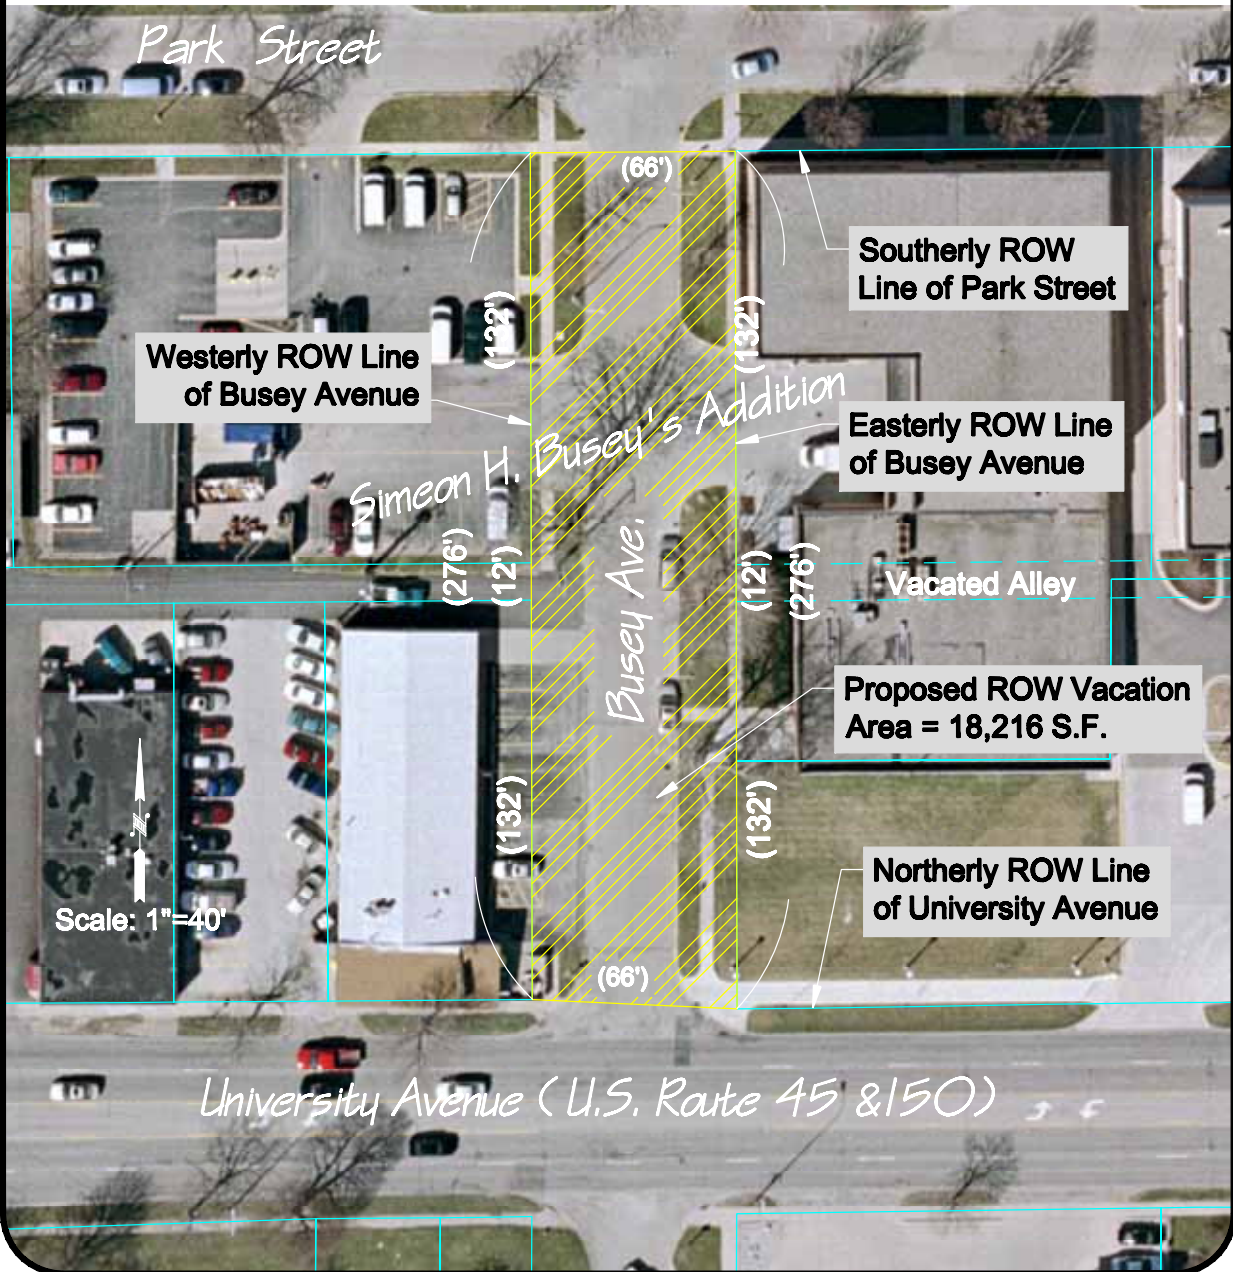 Park Street
(66')
Southerly ROW
Line of Park Street
(132')
(132')
Westerly ROW Line
of Busey Avenue
Simeon H. Busey's Addition
Easterly ROW Line
of Busey Avenue
(276')
(12')
Busey Ave.
(12')
(276')
Vacated Alley
Proposed ROW Vacation
Area = 18,216 S.F.
(132')
(132')
N
Scale: 1"=40'
Northerly ROW Line
of University Avenue
(66')
University Avenue (U.S. Route 45 &150)